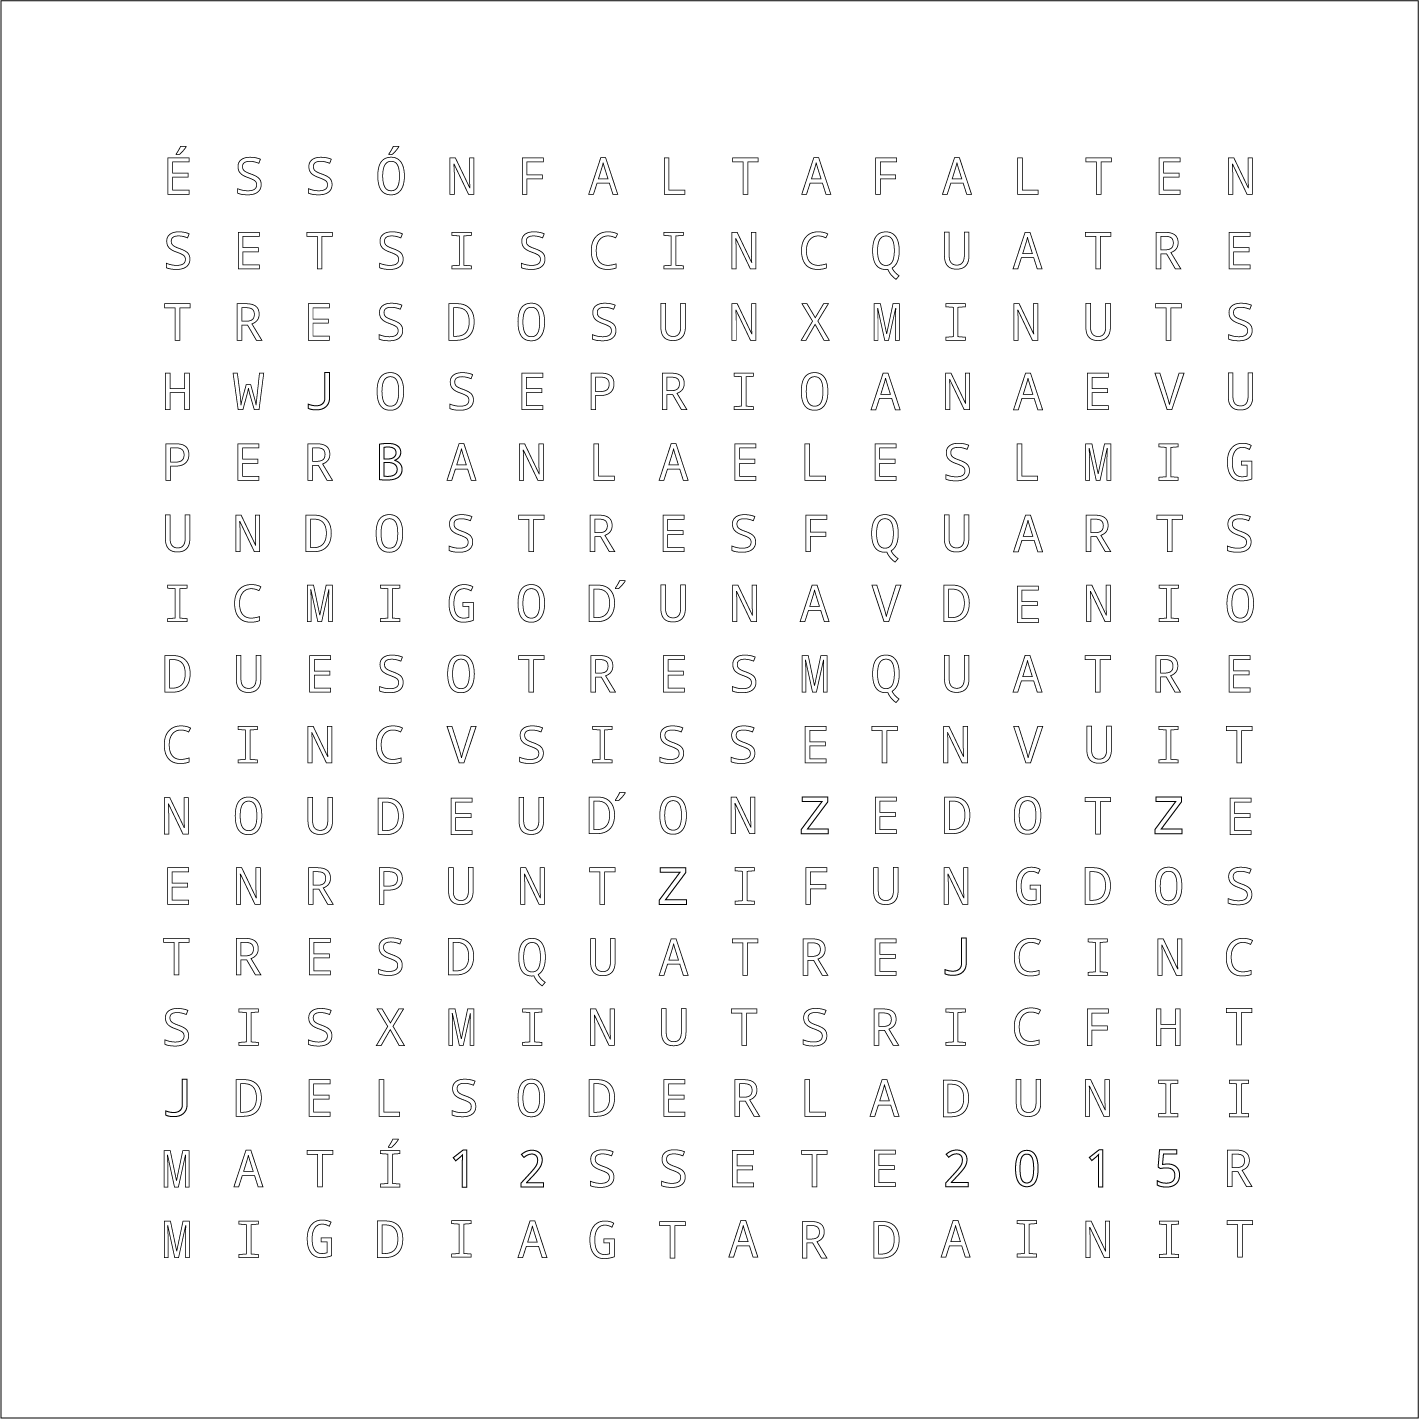 É S S Ó N F A L T A F A L T E N
S E T S I S C I N C Q U A T R E
T R E S D O S U N X M I N U T S
H W J O S E P R I O A N A E V U
P E R B A N L A E L E S L M I G
U N D O S T R E S F Q U A R T S
I C M I G O D´ U N A V D E N I O
D U E S O T R E S M Q U A T R E
C I N C V S I S S E T N V U I T
N O U D E U D´ O N Z E D O T Z E
E N R P U N T Z I F U N G D O S
T R E S D Q U A T R E J C I N C
S I S X M I N U T S R I C F H T
J D E L S O D E R L A D U N I I
M A T Í 1 2 S S E T E 2 0 1 5 R
M I G D I A G T A R D A I N I T